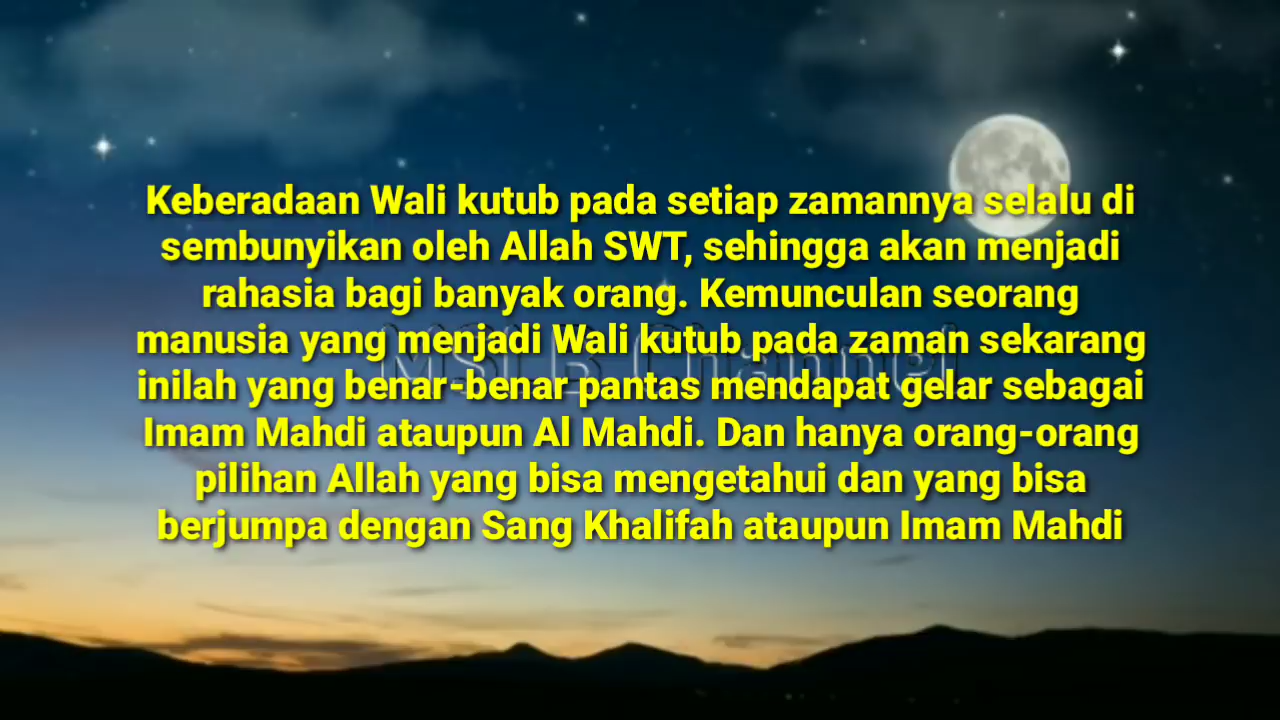 Keberadaan Wali kutub pada setiap zamannya selalu di
sembunyikan oleh Allah SWT, sehingga akan menjadi
rahasia bagi banyak orang. Kemunculan seorang
manusia yang menjadi Wali kutub pada zaman sekarang
inilah yang benar-benar pantas mendapat gelar sebagai
Imam Mahdi ataupun Al Mahdi. Dan hanya orang-orang
pilihan Allah yang bisa mengetahui dan yang bisa
berjumpa dengan Sang Khalifah ataupun Imam Mahdi
Channel